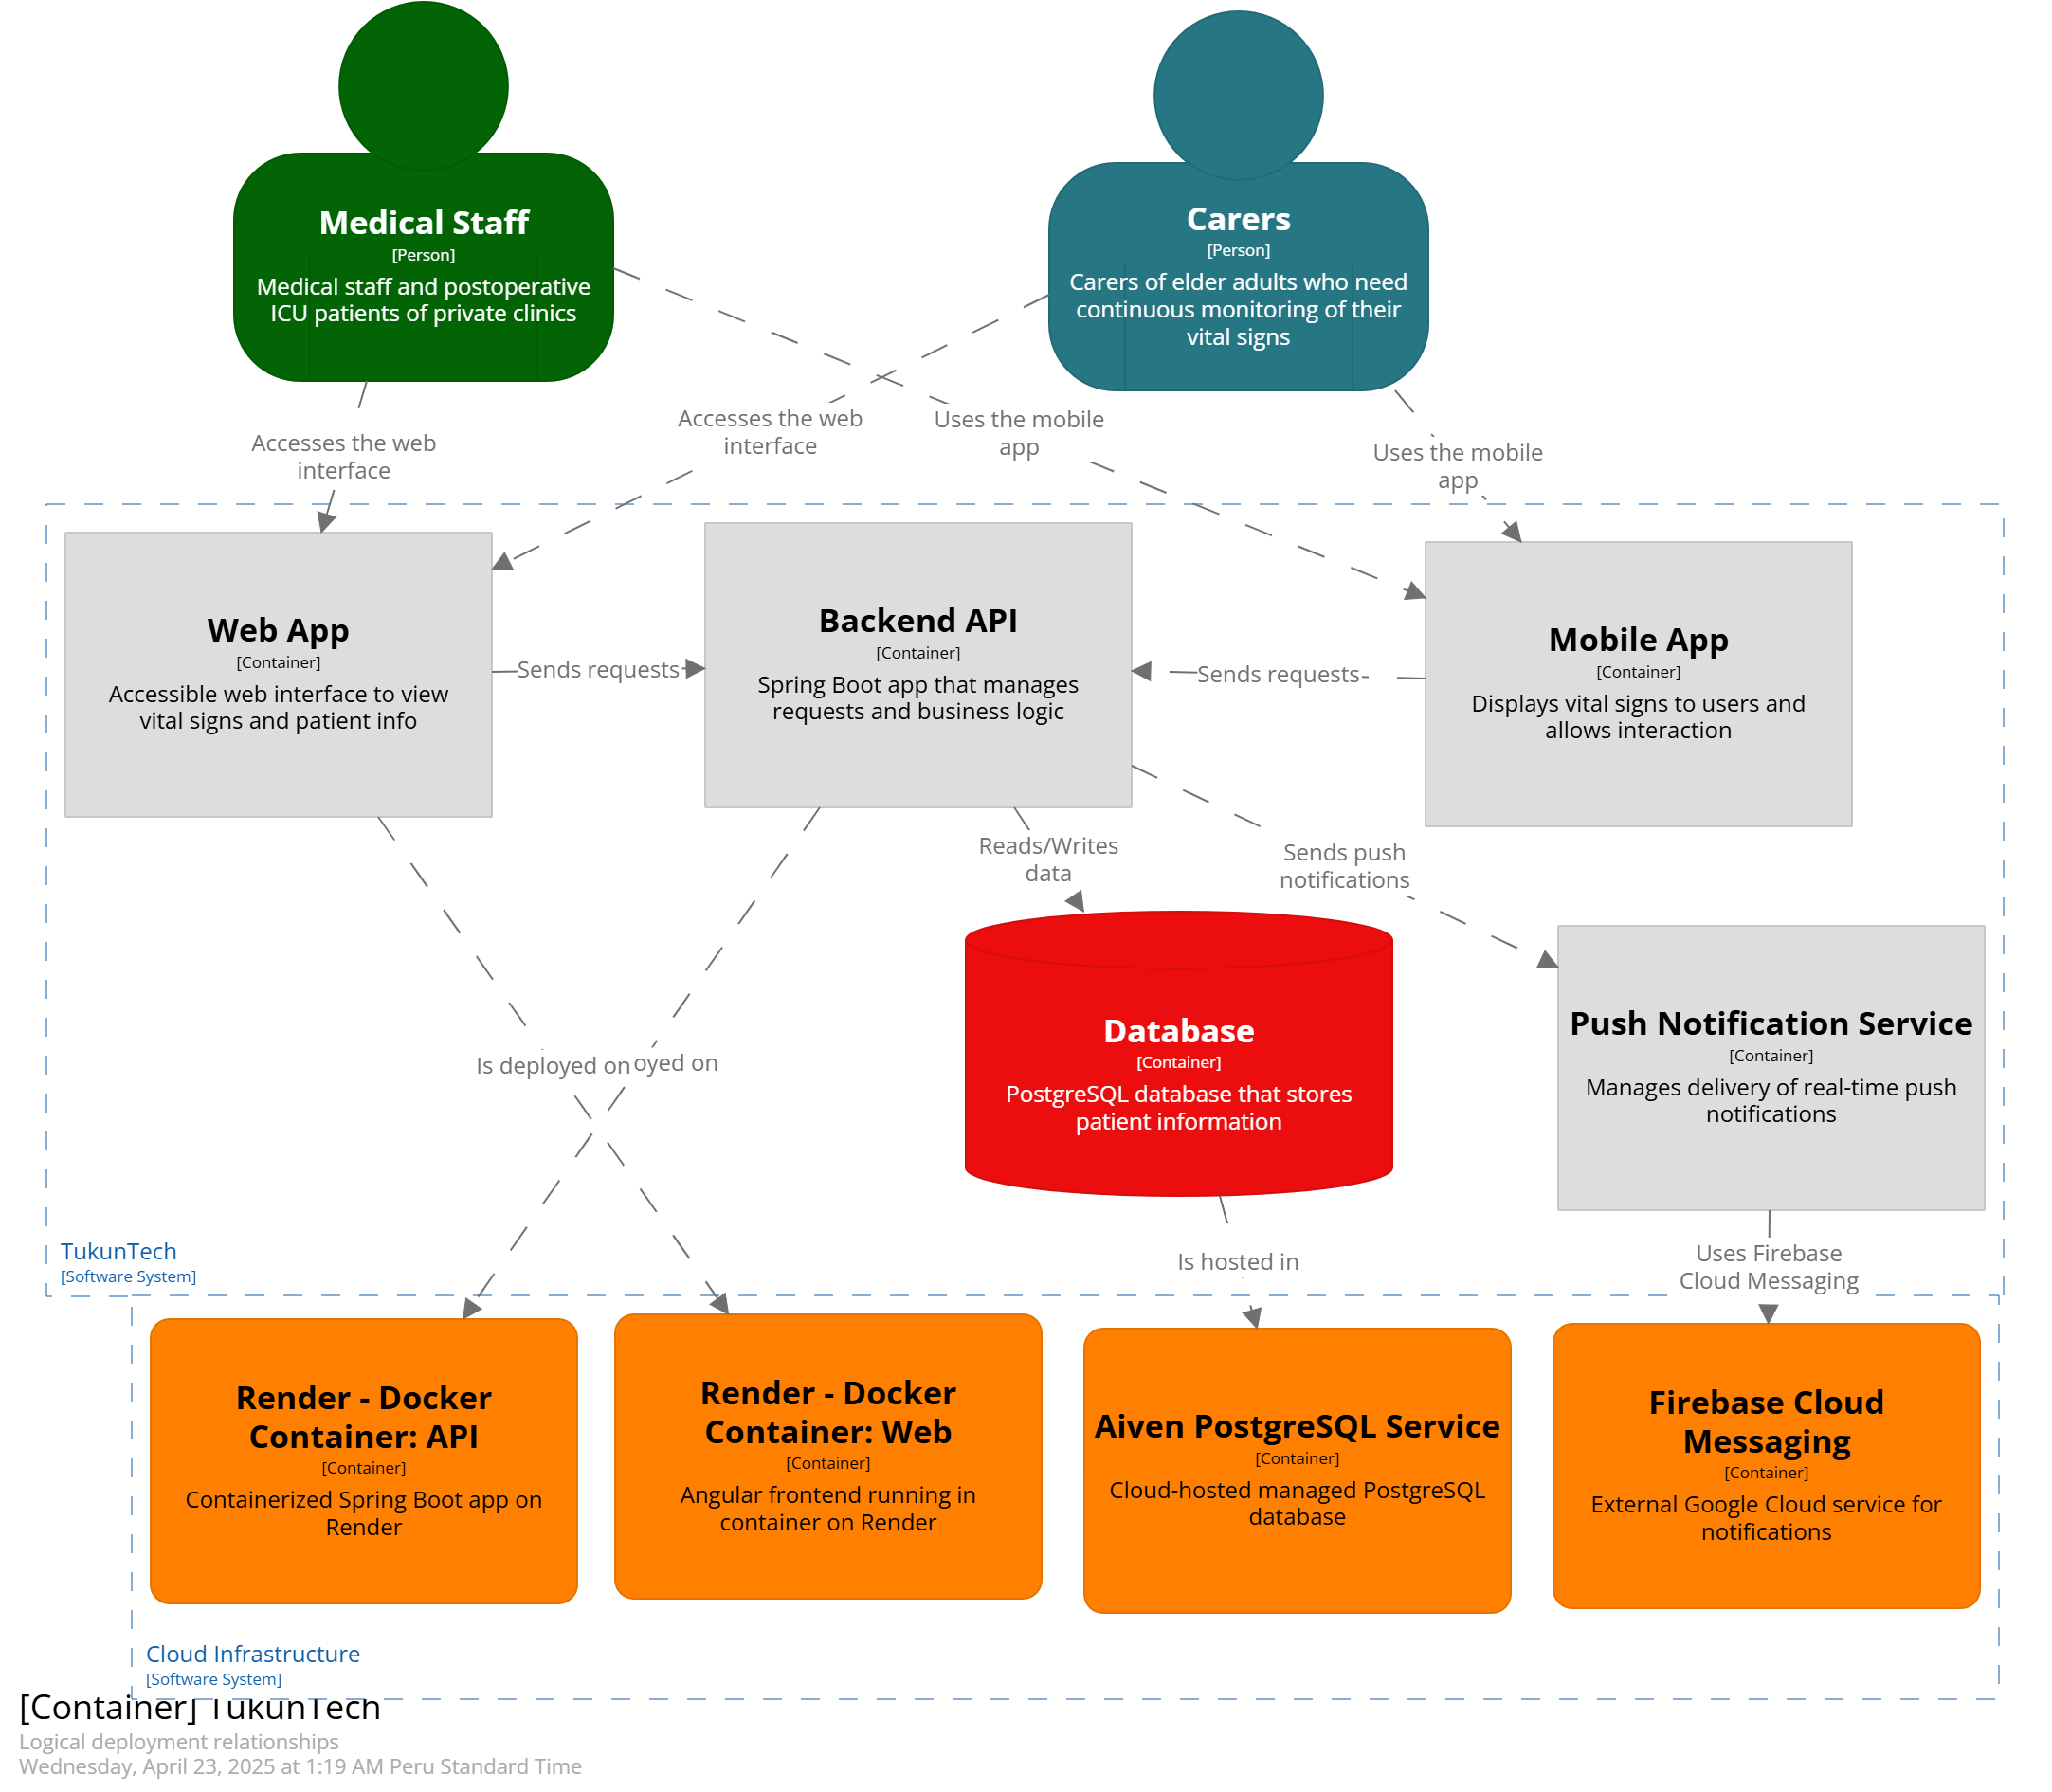 Medical Staff
[Person]
Medical staff and postoperative
ICU patients of private clinics
Carers
[Person]
Carers of elder adults who need
continuous monitoring of their
vital signs
Accesses the web
interface
Accesses the web
interface
Uses the mobile
app
Uses the mobile
app
Web App
[Container]
Accessible web interface to view
vital signs and patient info
Sends requests
Backend API
[Container]
Spring Boot app that manages
requests and business logic
Sends requests
Mobile App
[Container]
Displays vital signs to users and
allows interaction
Reads/Writes
data
Sends push
notifications
Is deployed on
oyed on
Database
[Container]
PostgreSQL database that stores
patient information
Push Notification Service
[Container]
Manages delivery of real-time push
notifications
TukunTech
[Software System]
Is hosted in
Uses Firebase
Cloud Messaging
Render - Docker
Container: API
[Container]
Containerized Spring Boot app on
Render
Render - Docker
Container: Web
[Container]
Angular frontend running in
container on Render
Aiven PostgreSQL Service
[Container]
Cloud-hosted managed PostgreSQL
database
Firebase Cloud
Messaging
[Container]
External Google Cloud service for
notifications
Cloud Infrastructure
[Software System]
[Container] TukunTech
Logical deployment relationships
Wednesday, April 23, 2025 at 1:19 AM Peru Standard Time